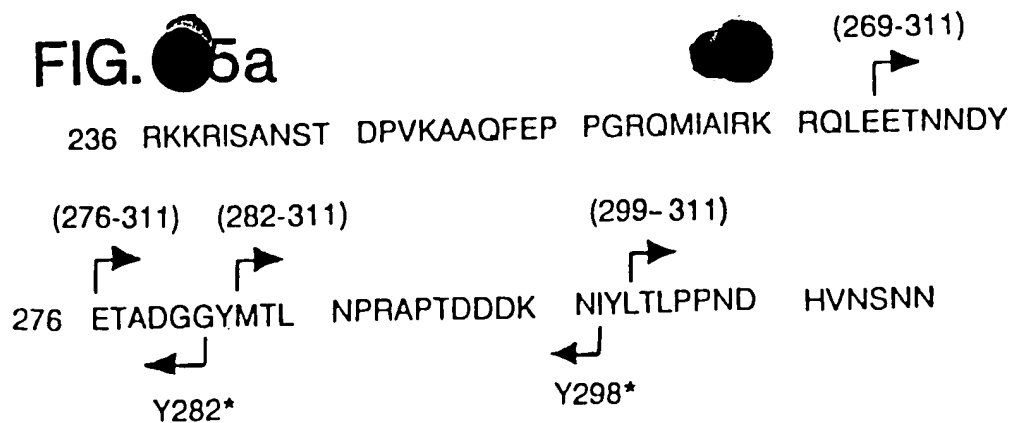 FIG. 5a
(269-311)
236 RKKRISANST DPVKAAQFEP PGRQMIAIRK RQLEETNNDY
(276-311) (282-311) (299-311)
276 ETADGGYMTL NPRAPTDDDK NIYLTLPPND HVNSNN
Y282* Y298*